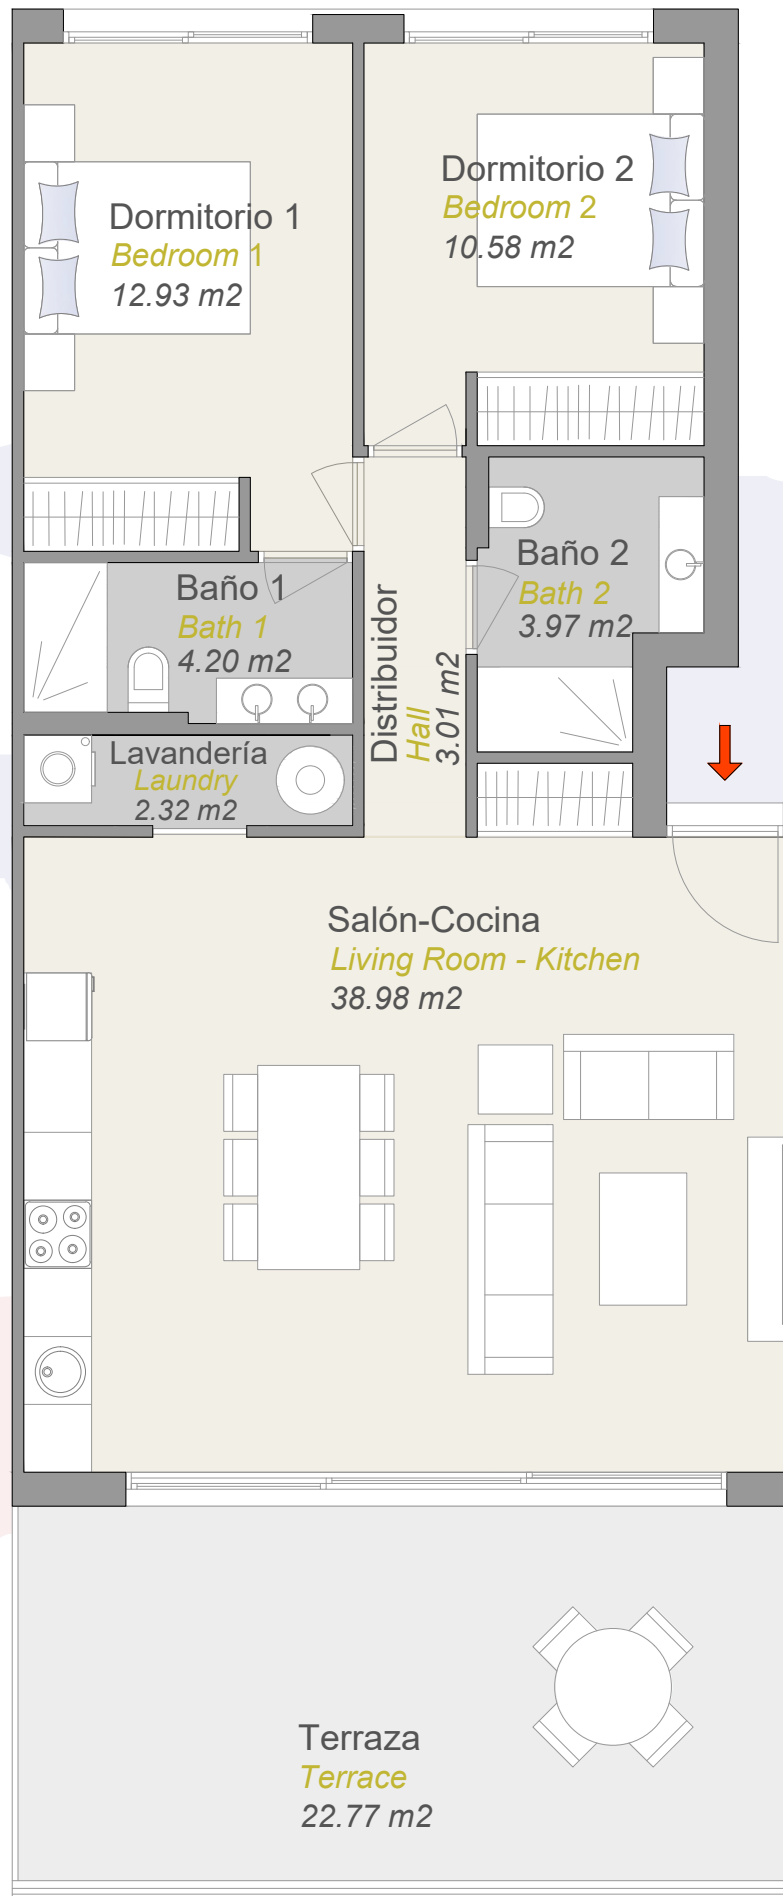 Dormitorio 1
Bedroom 1
12.93 m2
Dormitorio 2
Bedroom 2
10.58 m2
Baño 1
Bath 1
4.20 m2
Baño 2
Bath 2
3.97 m2
Distribuidor
Hall
3.01 m2
Lavandería
Laundry
2.32 m2
Salón-Cocina
Living Room - Kitchen
38.98 m2
Terraza
Terrace
22.77 m2